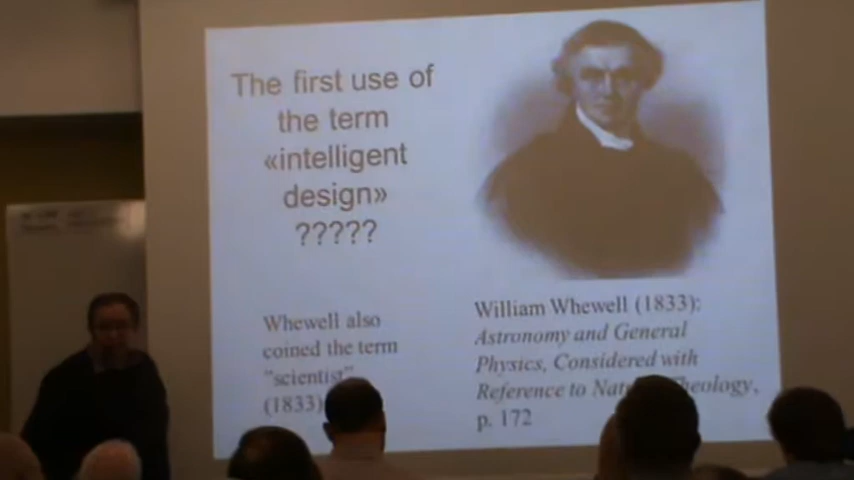 The first use of
the term
«intelligent
design»
?????
Whewell also
coined the term
"scientist"
(1833)
William Whewell (1833):
Astronomy and General
Physics, Considered with
Reference to Theology,
p. 172